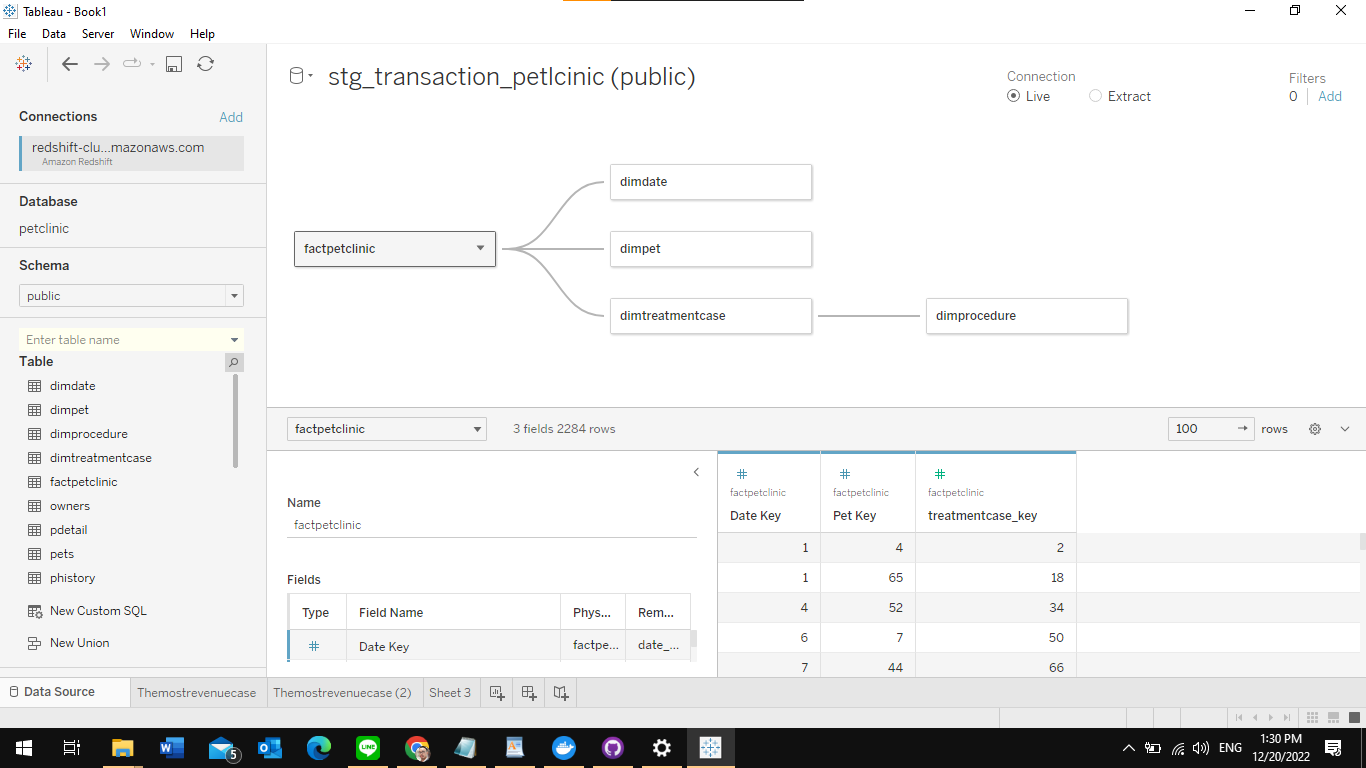 Tableau - Book1
File Data Server Window Help
Connections Add
redshift-clu...mazonaws.com
Amazon Redshift
Database
petclinic
Schema
public
Enter table name
Table
dimdate
dimpet
dimprocedure
dimtreatmentcase
factpetclinic
owners
pdetail
pets
phistory
New Custom SQL
New Union
stg_transaction_petlcinic (public)
Connection
Live Extract
Filters
0 Add
factpetclinic
dimdate
dimpet
dimtreatmentcase
dimprocedure
factpetclinic 3 fields 2284 rows 100 rows
Name
factpetclinic
Fields
Type Field Name Phys... Rem...
Date Key factpe... date_...
factpetclinic factpetclinic factpetclinic
Date Key Pet Key treatmentcase_key
1 4 2
1 65 18
4 52 34
6 7 50
7 44 66
Data Source Themostrevenuecase Themostrevenuecase (2) Sheet 3
5 LINE ENG
1:30 PM
12/20/2022